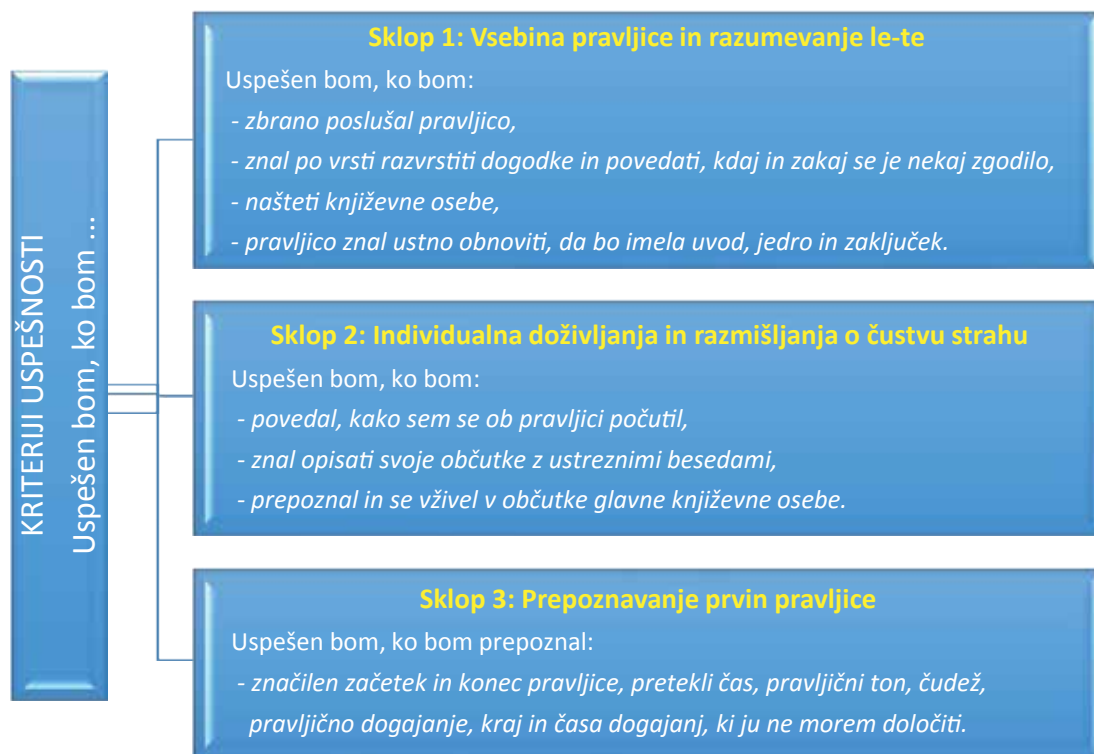 KRITERIJI USPEŠNOSTI
Uspešen bom, ko bom ...
Sklop 1: Vsebina pravljice in razumevanje le-te
Uspešen bom, ko bom:
- zbrano poslušal pravljico,
- znal po vrsti razvrstiti dogodke in povedati, kdaj in zakaj se je nekaj zgodilo,
- našteti književne osebe,
- pravljico znal ustno obnoviti, da bo imela uvod, jedro in zaključek.
Sklop 2: Individualna doživljanja in razmišljanja o čustvu strahu
Uspešen bom, ko bom:
- povedal, kako sem se ob pravljici počutil,
- znal opisati svoje občutke z ustreznimi besedami,
- prepoznal in se vživel v občutke glavne književne osebe.
Sklop 3: Prepoznavanje prvin pravljice
Uspešen bom, ko bom prepoznal:
- značilen začetek in konec pravljice, pretekli čas, pravljični ton, čudež,
pravljično dogajanje, kraj in časa dogajanj, ki ju ne morem določiti.